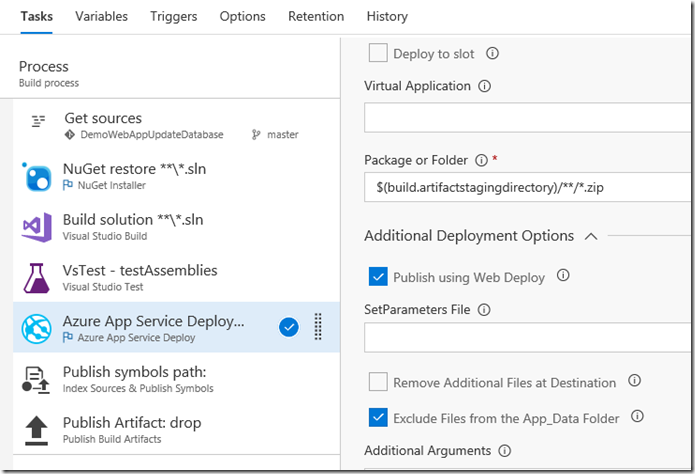 Tasks Variables Triggers Options Retention History
Process
Build process
Get sources
DemoWebAppUpdateDatabase master
NuGet restore **\*.sln
NuGet Installer
Build solution **\*.sln
Visual Studio Build
VsTest - testAssemblies
Visual Studio Test
Azure App Service Deploy...
Azure App Service Deploy
Publish symbols path:
Index Sources & Publish Symbols
Publish Artifact: drop
Publish Build Artifacts
Deploy to slot
Virtual Application
Package or Folder *
$(build.artifactstagingdirectory)/**/*.zip
Additional Deployment Options
Publish using Web Deploy
SetParameters File
Remove Additional Files at Destination
Exclude Files from the App_Data Folder
Additional Arguments